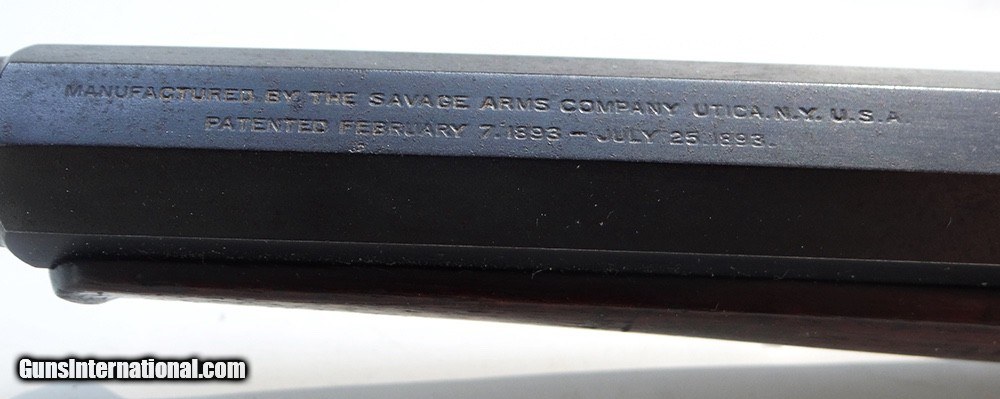 MANUFACTURED BY THE SAVAGE ARMS COMPANY UTICA, N.Y. U.S.A.
PATENTED FEBRUARY 7.1893 — JULY 25.1893.
GunsInternational.com